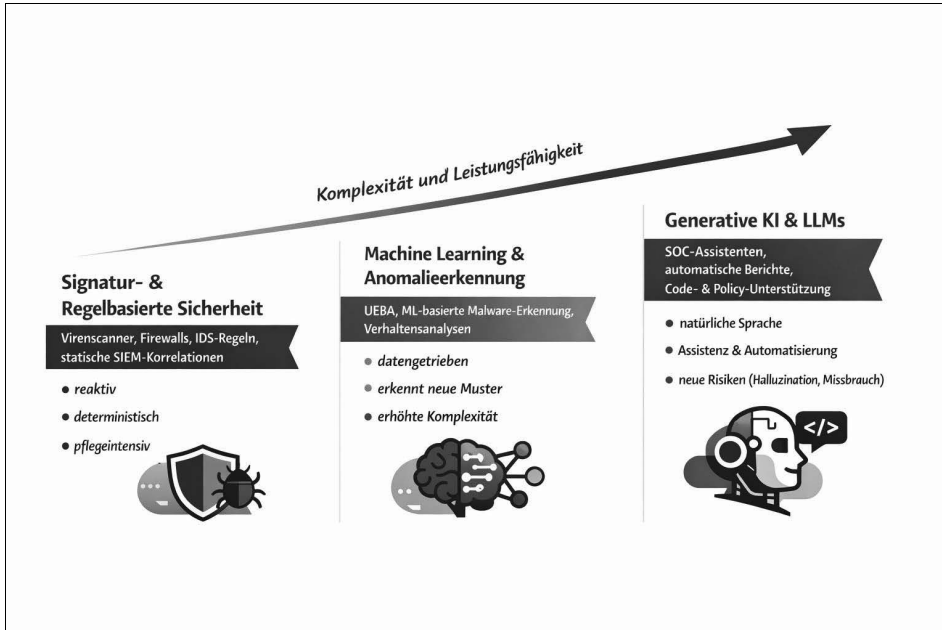 Komplexität und Leistungsfähigkeit
Signatur- &
Regelbasierte Sicherheit
Virenscanner, Firewalls, IDS-Regeln,
statische SIEM-Korrelationen
• reaktiv
• deterministisch
• pflegeintensiv
Machine Learning &
Anomalieerkennung
UEBA, ML-basierte Malware-Erkennung,
Verhaltensanalysen
• datengetrieben
• erkennt neue Muster
• erhöhte Komplexität
Generative KI & LLMs
SOC-Assistenten,
automatische Berichte,
Code- & Policy-Unterstützung
• natürliche Sprache
• Assistenz & Automatisierung
• neue Risiken (Halluzination, Missbrauch)
</>